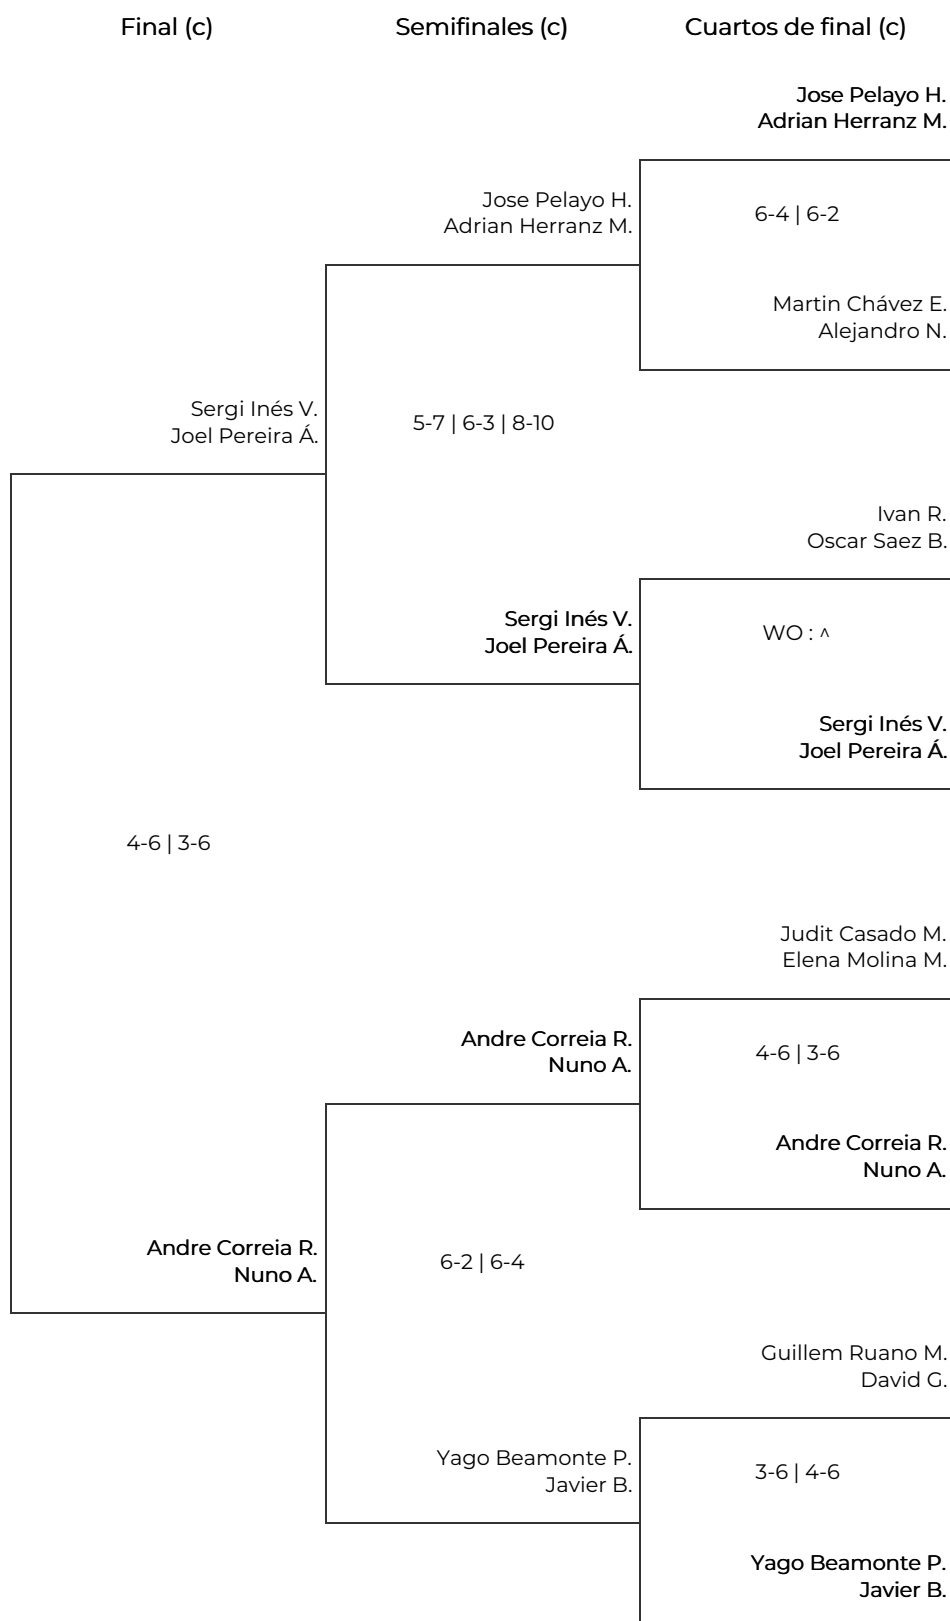 Final (c)
Semifinales (c)
Cuartos de final (c)
Jose Pelayo H.
Adrian Herranz M.
Jose Pelayo H.
Adrian Herranz M.
6-4 | 6-2
Martin Chávez E.
Alejandro N.
Sergi Inés V.
Joel Pereira Á.
5-7 | 6-3 | 8-10
Ivan R.
Oscar Saez B.
Sergi Inés V.
Joel Pereira Á.
WO : ^
Sergi Inés V.
Joel Pereira Á.
4-6 | 3-6
Judit Casado M.
Elena Molina M.
Andre Correia R.
Nuno A.
4-6 | 3-6
Andre Correia R.
Nuno A.
Andre Correia R.
Nuno A.
6-2 | 6-4
Guillem Ruano M.
David G.
Yago Beamonte P.
Javier B.
3-6 | 4-6
Yago Beamonte P.
Javier B.